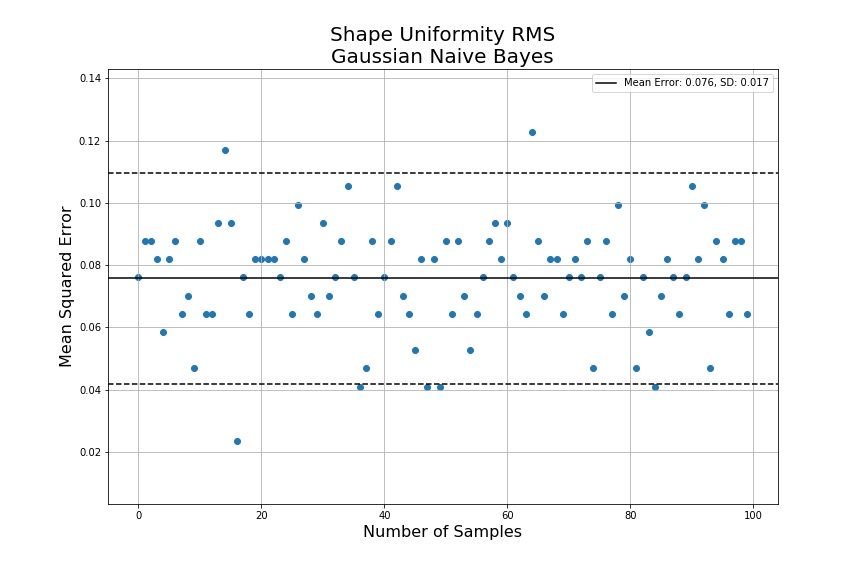 Shape Uniformity RMS
Gaussian Naive Bayes
Mean Error: 0.076, SD: 0.017
Mean Squared Error
0.14
0.12
0.10
0.08
0.06
0.04
0.02
0 20 40 60 80 100
Number of Samples